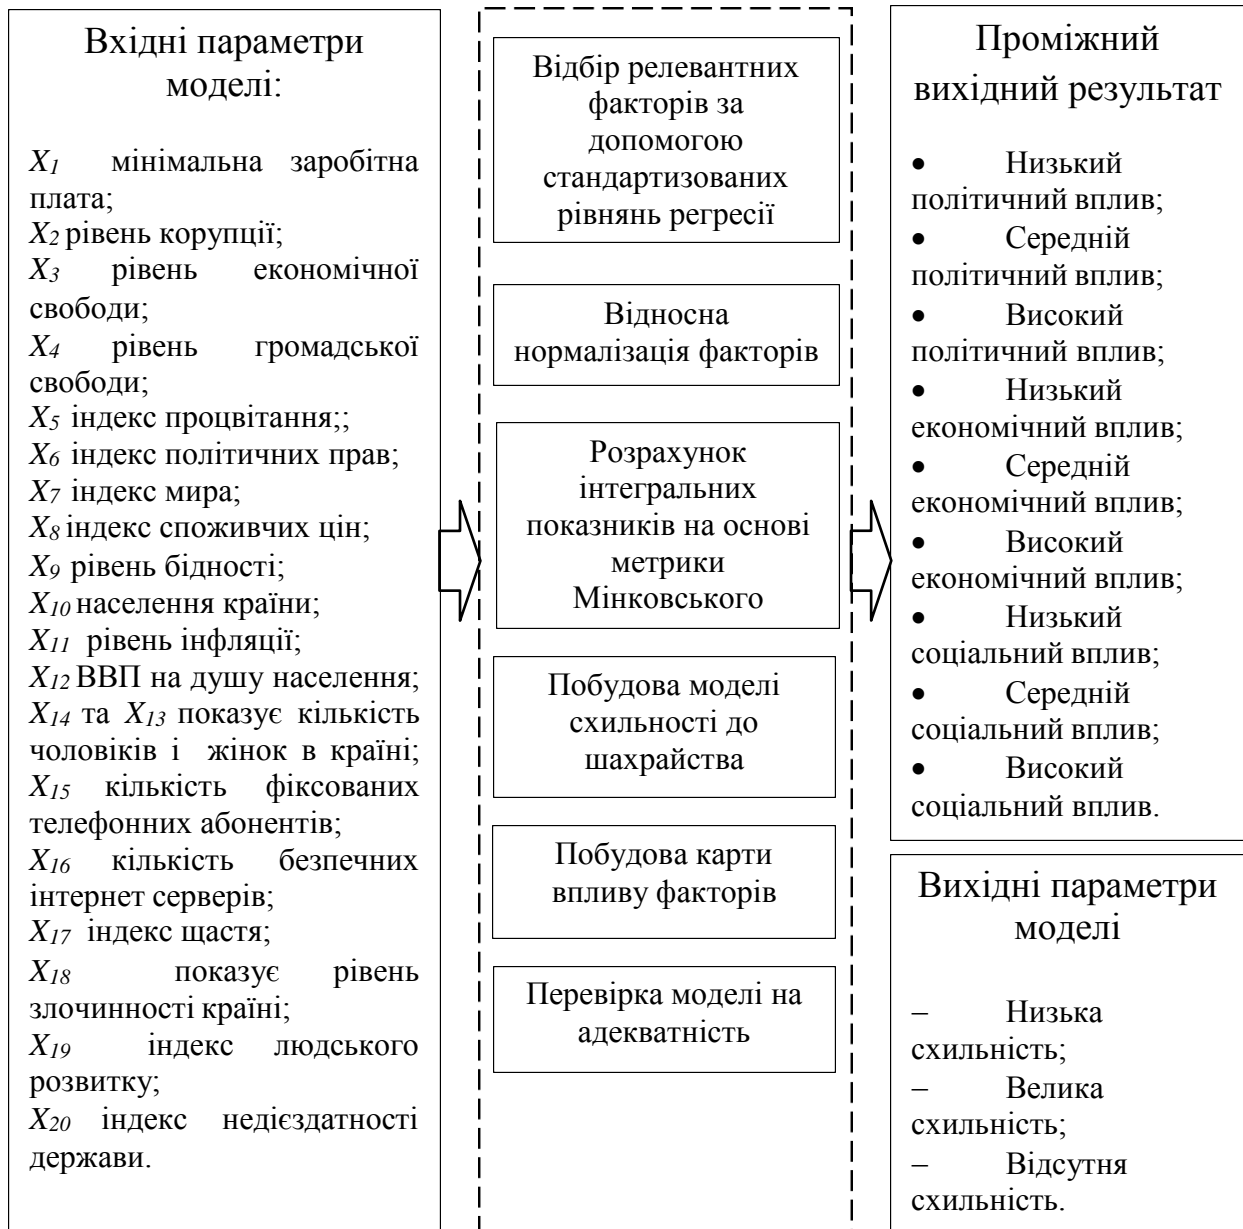 Вхідні параметри
моделі:
X1 мінімальна заробітна
плата;
X2 рівень корупції;
X3 рівень економічної
свободи;
X4 рівень громадської
свободи;
X5 індекс процвітання;;
X6 індекс політичних прав;
X7 індекс мира;
X8 індекс споживчих цін;
X9 рівень бідності;
X10 населення країни;
X11 рівень інфляції;
X12 ВВП на душу населення;
X14 та X13 показує кількість
чоловіків і жінок в країні;
X15 кількість фіксованих
телефонних абонентів;
X16 кількість безпечних
інтернет серверів;
X17 індекс щастя;
X18 показує рівень
злочинності країні;
X19 індекс людського
розвитку;
X20 індекс недієздатності
держави.
Відбір релевантних
факторів за
допомогою
стандартизованих
рівнянь регресії
Відносна
нормалізація факторів
Розрахунок
інтегральних
показників на основі
метрики
Мінковського
Побудова моделі
схильності до
шахрайства
Побудова карти
впливу факторів
Перевірка моделі на
адекватність
Проміжний
вихідний результат
• Низький
політичний вплив;
• Середній
політичний вплив;
• Високий
політичний вплив;
• Низький
економічний вплив;
• Середній
економічний вплив;
• Високий
економічний вплив;
• Низький
соціальний вплив;
• Середній
соціальний вплив;
• Високий
соціальний вплив.
Вихідні параметри
моделі
– Низька
схильність;
– Велика
схильність;
– Відсутня
схильність.